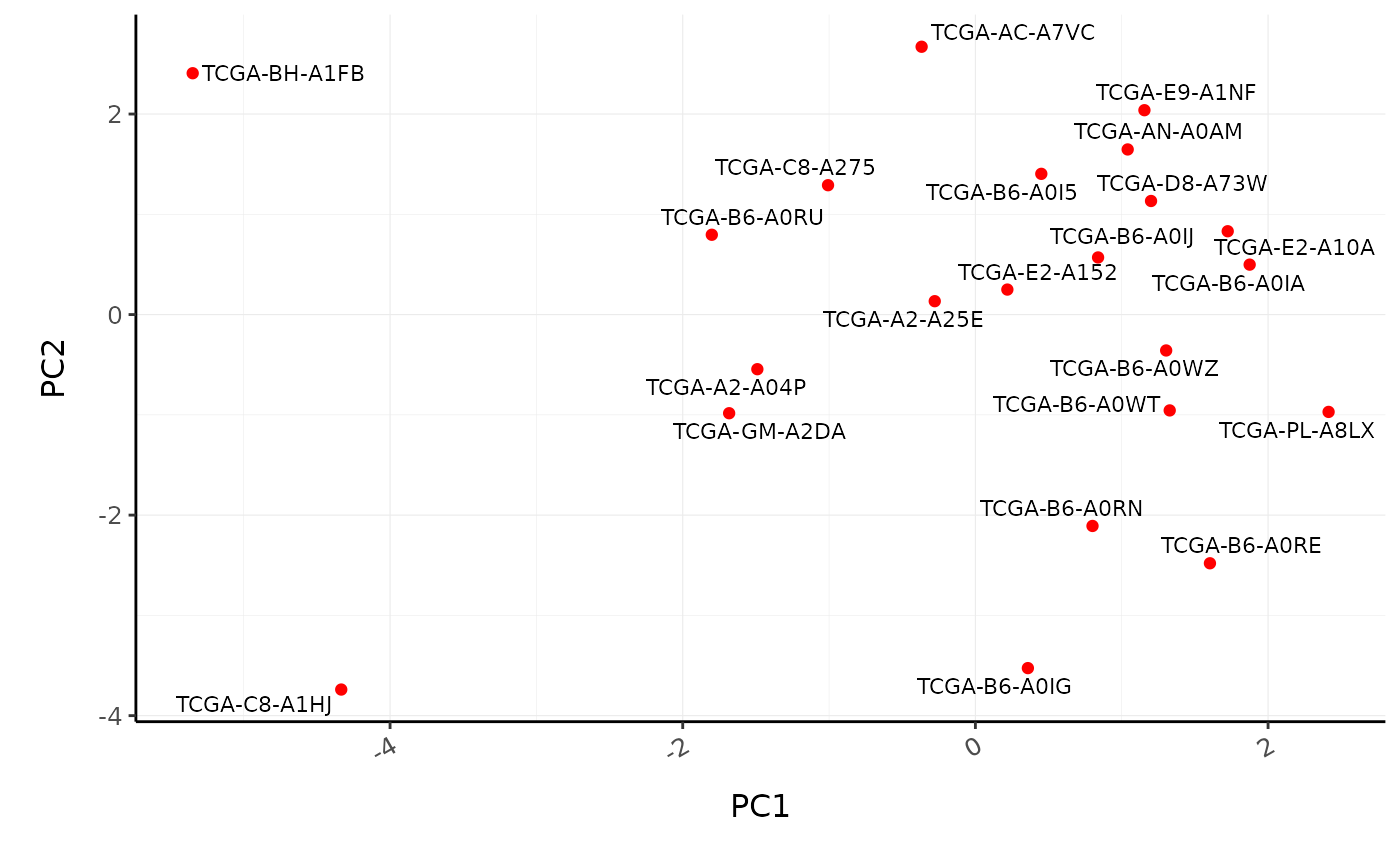 TCGA-AC-A7VC
TCGA-BH-A1FB
TCGA-E9-A1NF
2
TCGA-AN-A0AM
TCGA-C8-A275
TCGA-D8-A73W
TCGA-B6-A0I5
TCGA-B6-A0RU
TCGA-B6-A0IJ
TCGA-E2-A10A
TCGA-E2-A152
TCGA-B6-A0IA
0
TCGA-A2-A25E
PC2
TCGA-B6-A0WZ
TCGA-A2-A04P
TCGA-B6-A0WT
TCGA-PL-A8LX
TCGA-GM-A2DA
TCGA-B6-A0RN
-2
TCGA-B6-A0RE
TCGA-B6-A0IG
TCGA-C8-A1HJ
-4
-4 -2 0 2
PC1